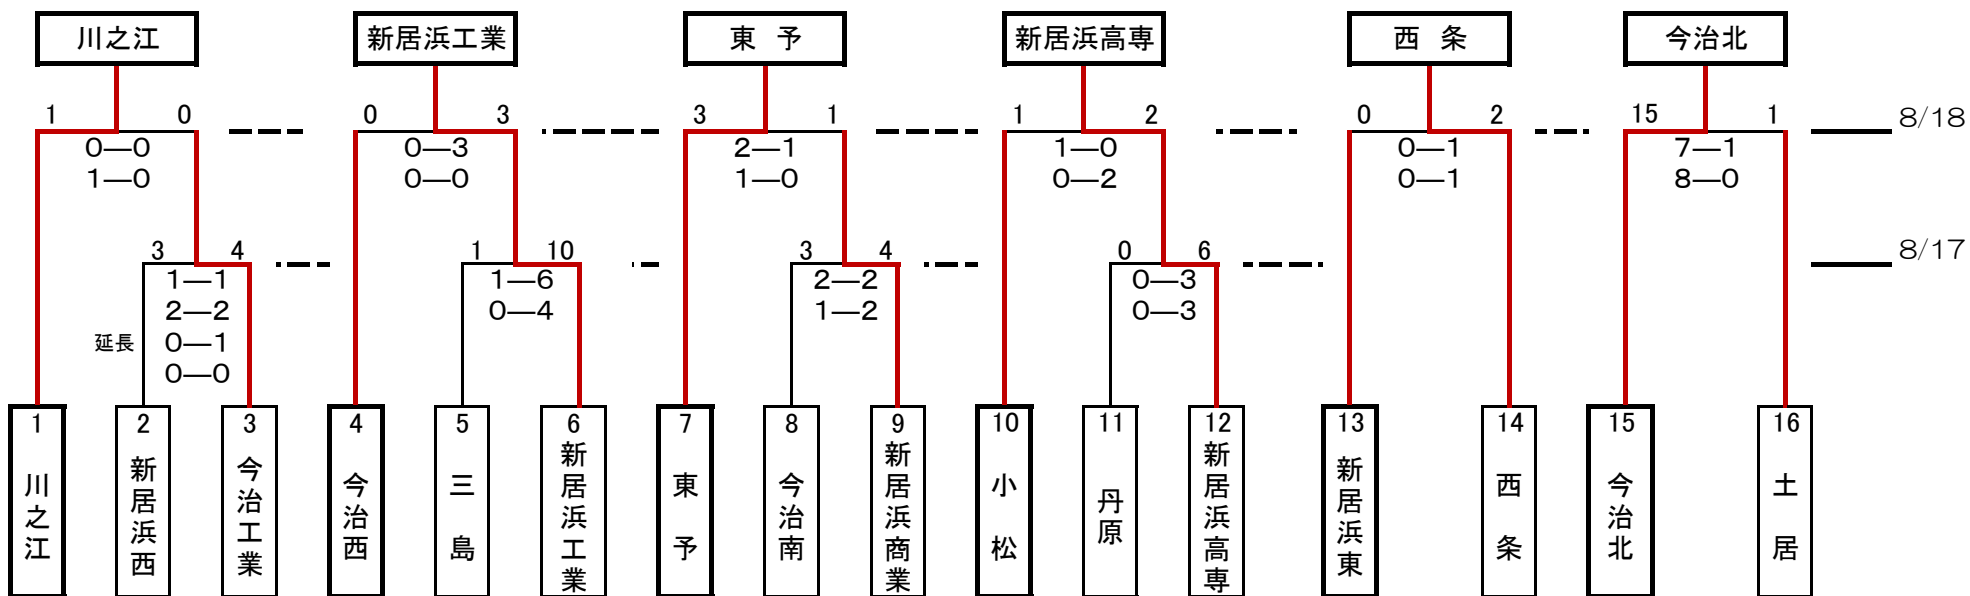 川之江 新居浜工業 東 予 新居浜高専 西 条 今治北
1 0 0 3 3 1 1 2 0 2 15 1 8/18
0―0 0―3 2―1 1―0 0―1 7―1
1―0 0―0 1―0 0―2 0―1 8―0
3 4 1 10 3 4 0 6 8/17
1―1 1―6 2―2 0―3
2―2 0―4 1―2 0―3
延長 0―1
0―0
1 2 3 4 5 6 7 8 9 10 11 12 13 14 15 16
川之江
新居浜西
今治工業
今治西
三島
新居浜工業
東予
今治南
新居浜商業
小松
丹原
新居浜高専
新居浜東
西条
今治北
土居